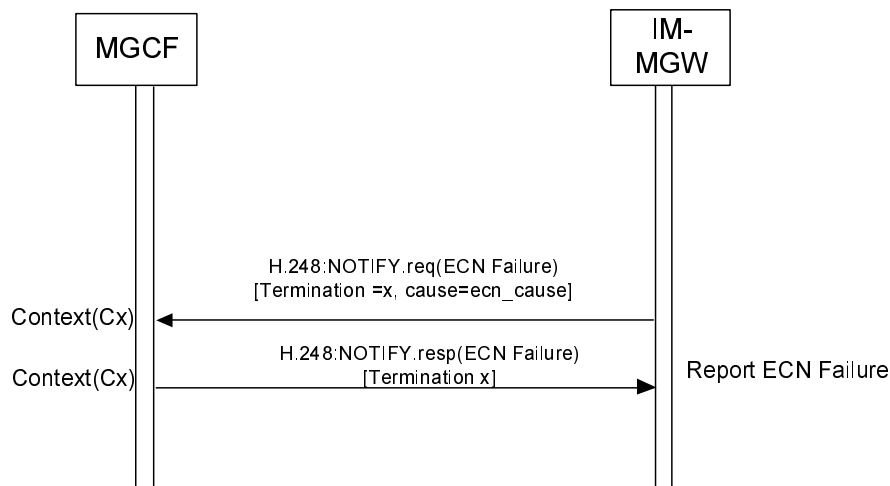 MGCF
IM-
MGW
H.248:NOTIFY.req(ECN Failure)
[Termination =x, cause=ecn_cause]
Context(Cx)
H.248:NOTIFY.resp(ECN Failure)
[Termination x]
Context(Cx)
Report ECN Failure